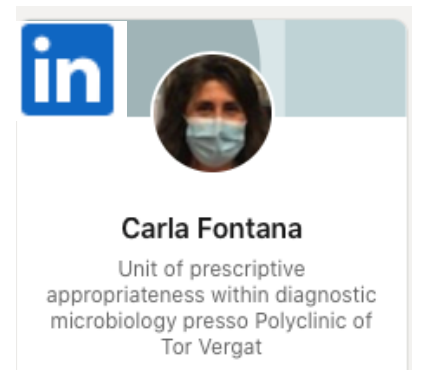 in
Carla Fontana
Unit of prescriptive
appropriateness within diagnostic
microbiology presso Polyclinic of
Tor Vergat